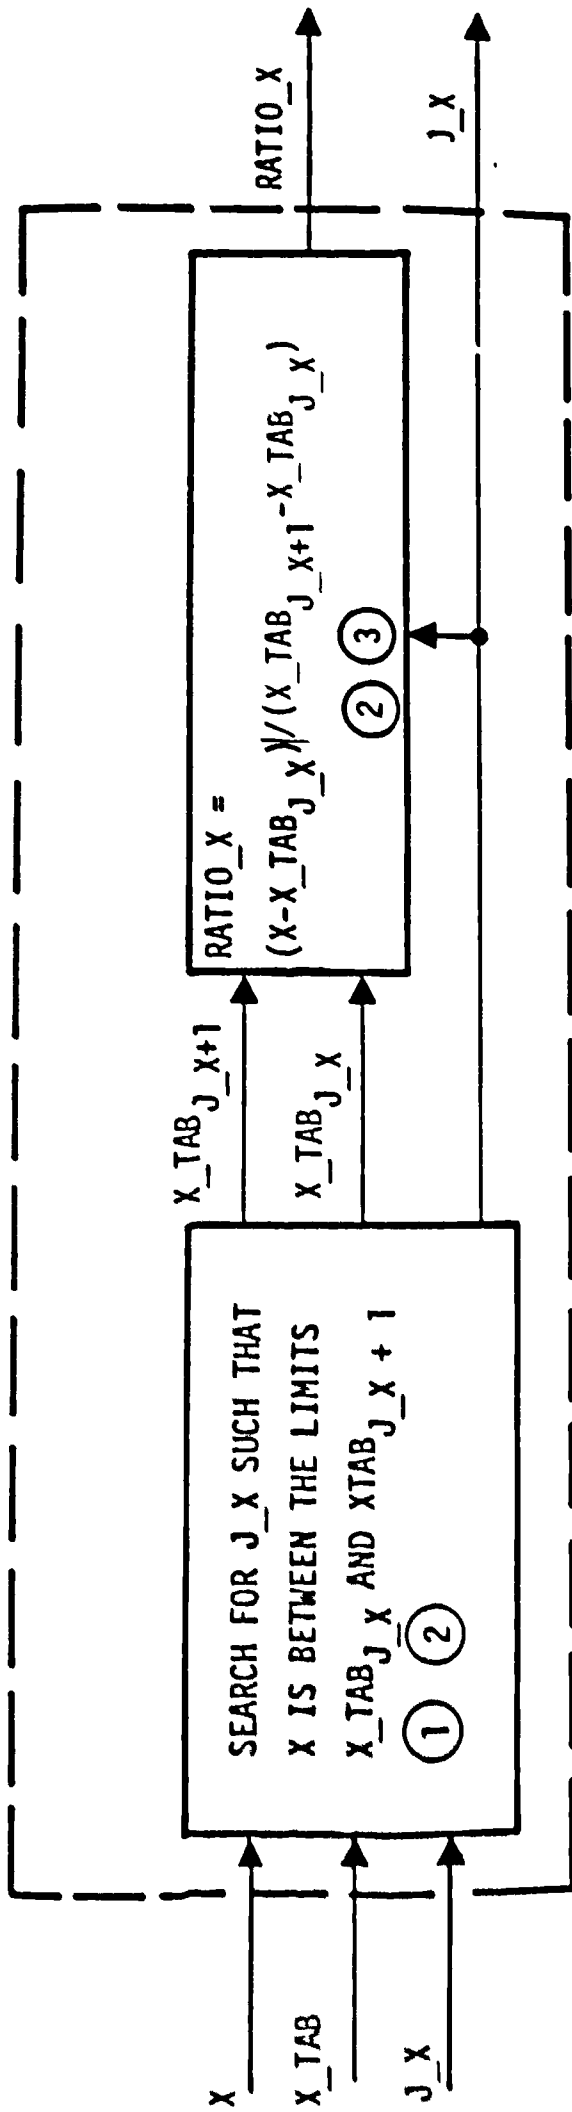 X
X_TAB
J_X
SEARCH FOR J_X SUCH THAT
X IS BETWEEN THE LIMITS
X_TAB J_X AND XTAB J_X + 1
1 2
X_TAB J_X+1
X_TAB J_X
RATIO_X =
(X-X_TAB J_X)/(X_TAB J_X+1 -X_TAB J_X)
2 3
RATIO_X
J_X